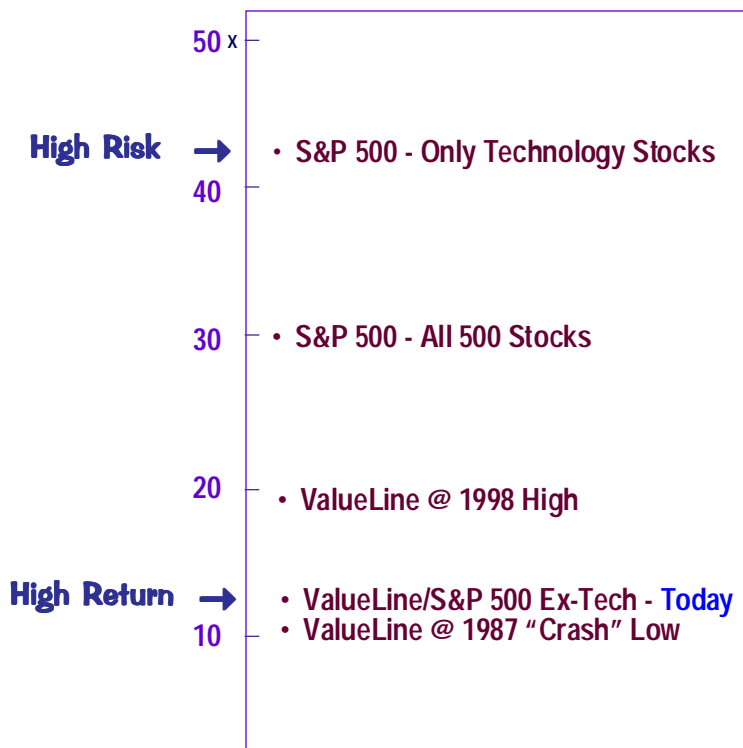 50 x
High Risk → • S&P 500 - Only Technology Stocks
40
30 • S&P 500 - All 500 Stocks
20
• ValueLine @ 1998 High
High Return → • ValueLine/S&P 500 Ex-Tech - Today
10 • ValueLine @ 1987 “Crash” Low